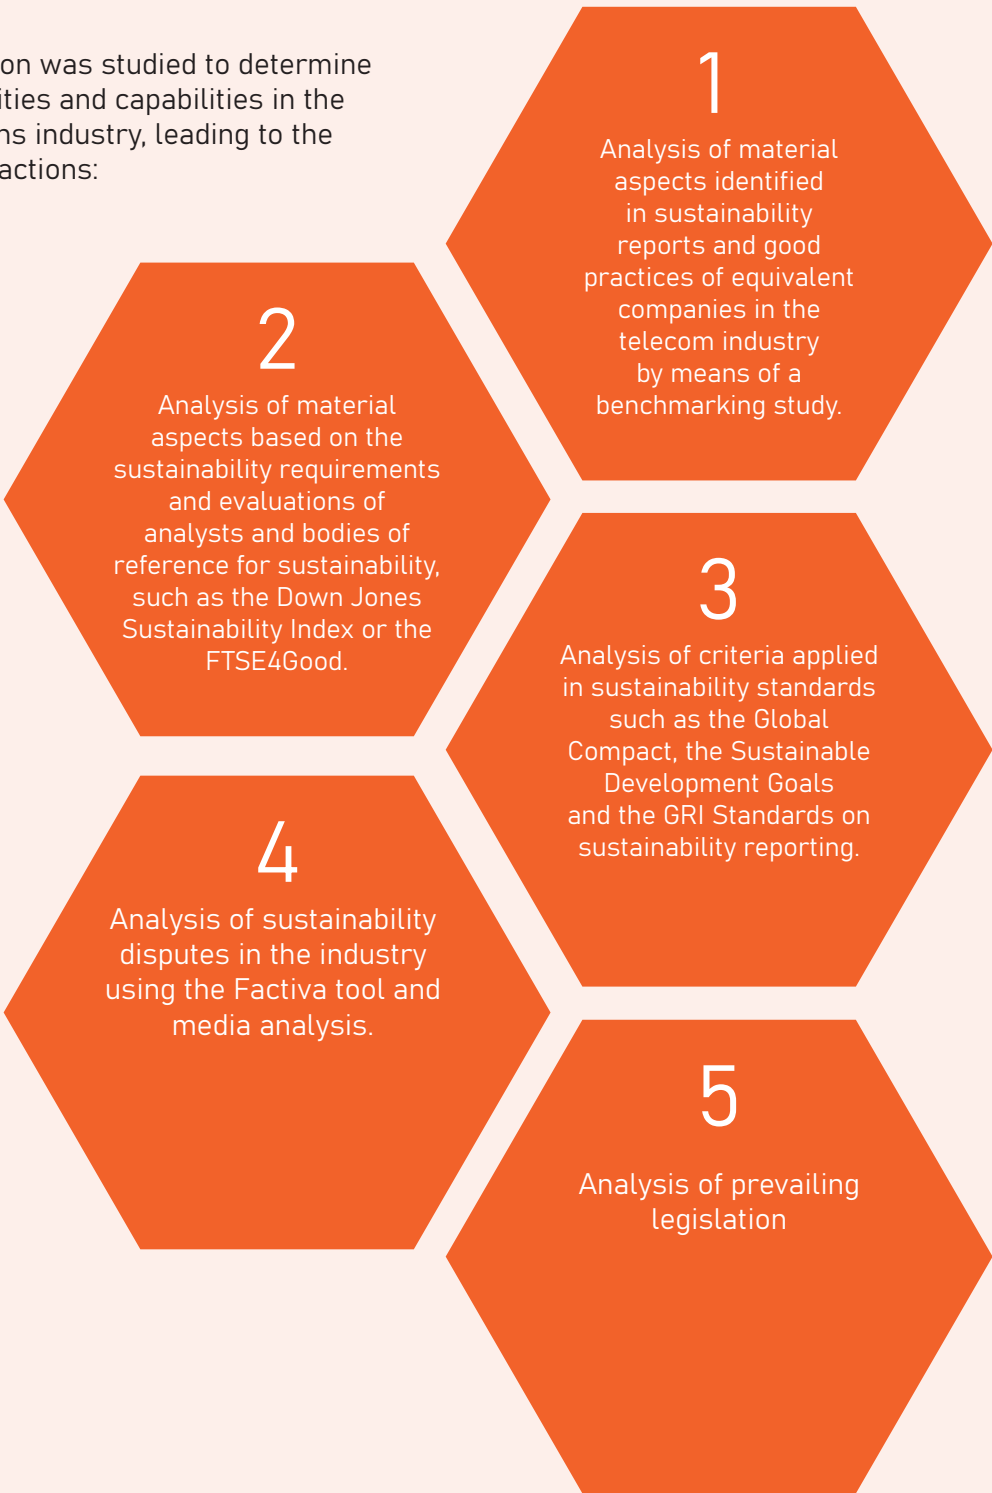 on was studied to determine
ities and capabilities in the
ns industry, leading to the
actions:
1
Analysis of material
aspects identified
in sustainability
reports and good
practices of equivalent
companies in the
telecom industry
by means of a
benchmarking study.
2
Analysis of material
aspects based on the
sustainability requirements
and evaluations of
analysts and bodies of
reference for sustainability,
such as the Down Jones
Sustainability Index or the
FTSE4Good.
3
Analysis of criteria applied
in sustainability standards
such as the Global
Compact, the Sustainable
Development Goals
and the GRI Standards on
sustainability reporting.
4
Analysis of sustainability
disputes in the industry
using the Factiva tool and
media analysis.
5
Analysis of prevailing
legislation